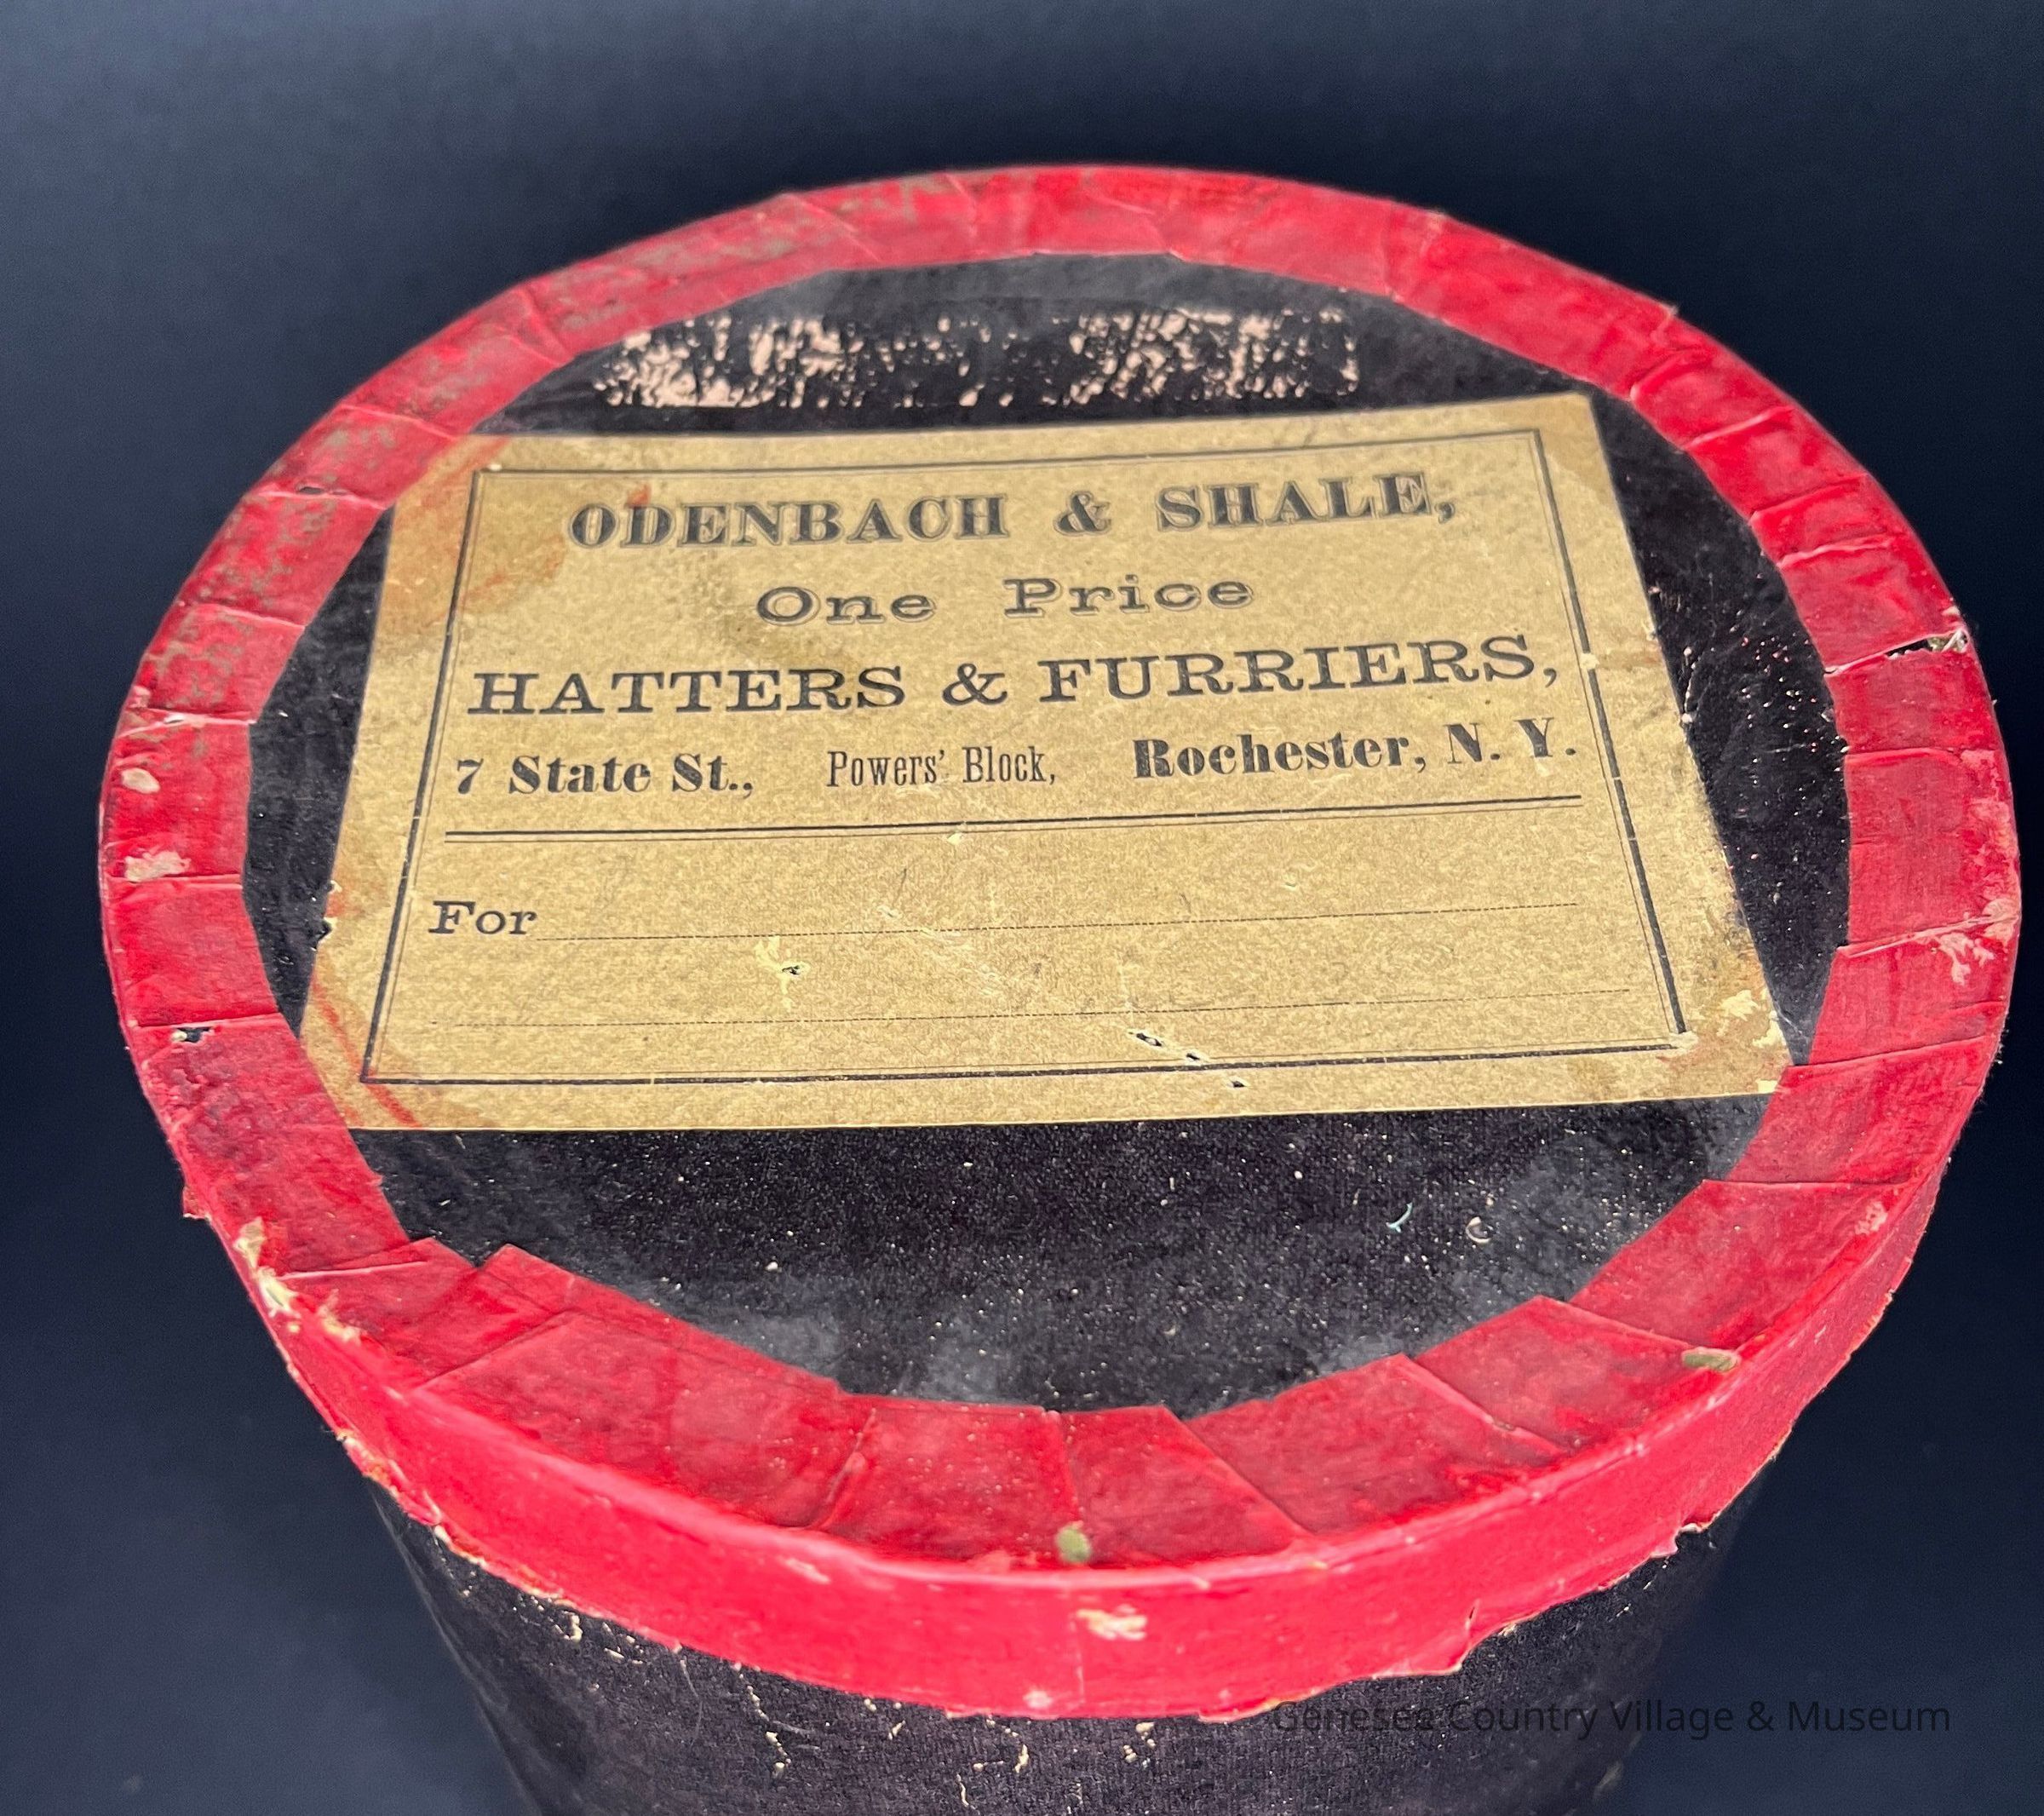 ODENBACH & SHALE,
One Price
HATTERS & FURRIERS,
7 State St., Powers' Block, Rochester, N. Y.
For
Genesee Country Village & Museum